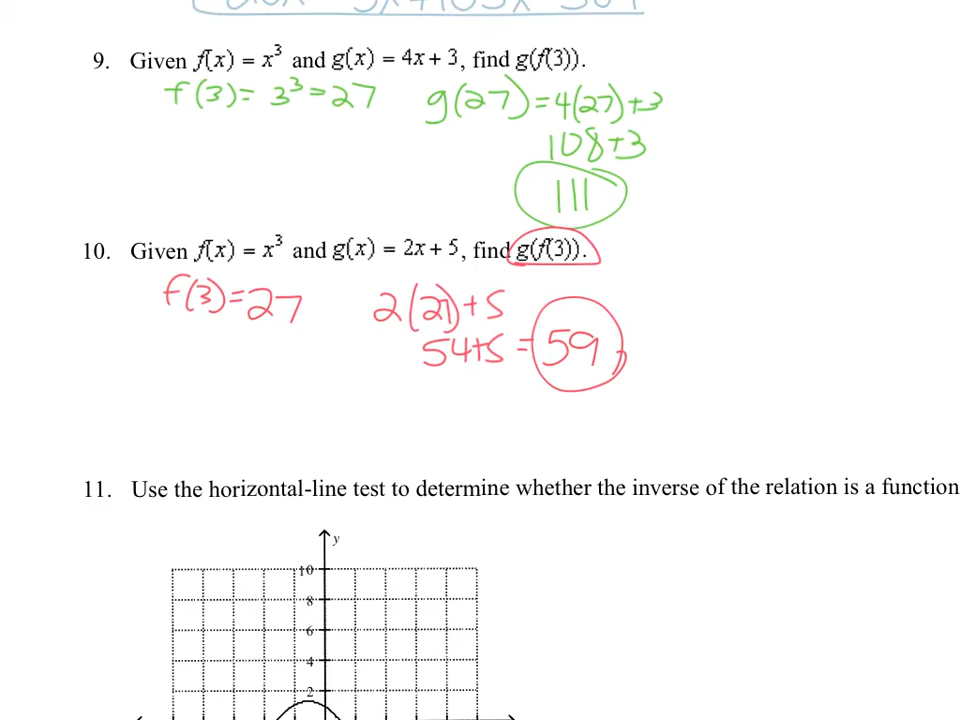 9. Given f(x) = x³ and g(x) = 4x + 3, find g(f(3)).
f(3) = 3³ = 27 g(27) = 4(27)+3
108+3
111
10. Given f(x) = x³ and g(x) = 2x + 5, find g(f(3)).
f(3) = 27 2(27)+5
54+5 = 59
11. Use the horizontal-line test to determine whether the inverse of the relation is a function
y
10
8
6
4
2